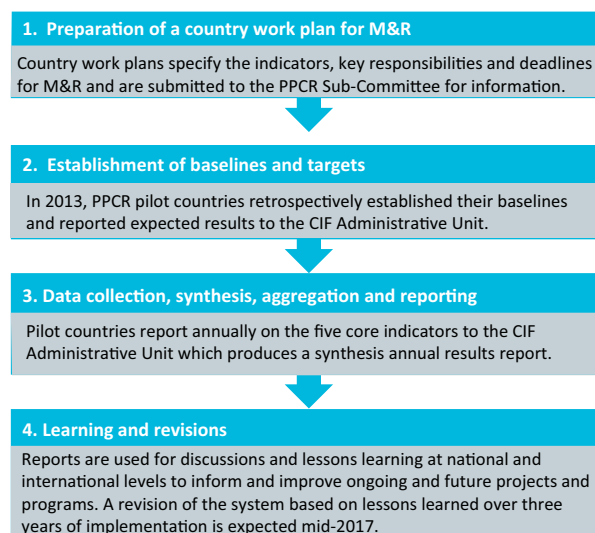 1. Preparation of a country work plan for M&R
Country work plans specify the indicators, key responsibilities and deadlines
for M&R and are submitted to the PPCR Sub-Committee for information.
2. Establishment of baselines and targets
In 2013, PPCR pilot countries retrospectively established their baselines
and reported expected results to the CIF Administrative Unit.
3. Data collection, synthesis, aggregation and reporting
Pilot countries report annually on the five core indicators to the CIF
Administrative Unit which produces a synthesis annual results report.
4. Learning and revisions
Reports are used for discussions and lessons learning at national and
international levels to inform and improve ongoing and future projects and
programs. A revision of the system based on lessons learned over three
years of implementation is expected mid-2017.